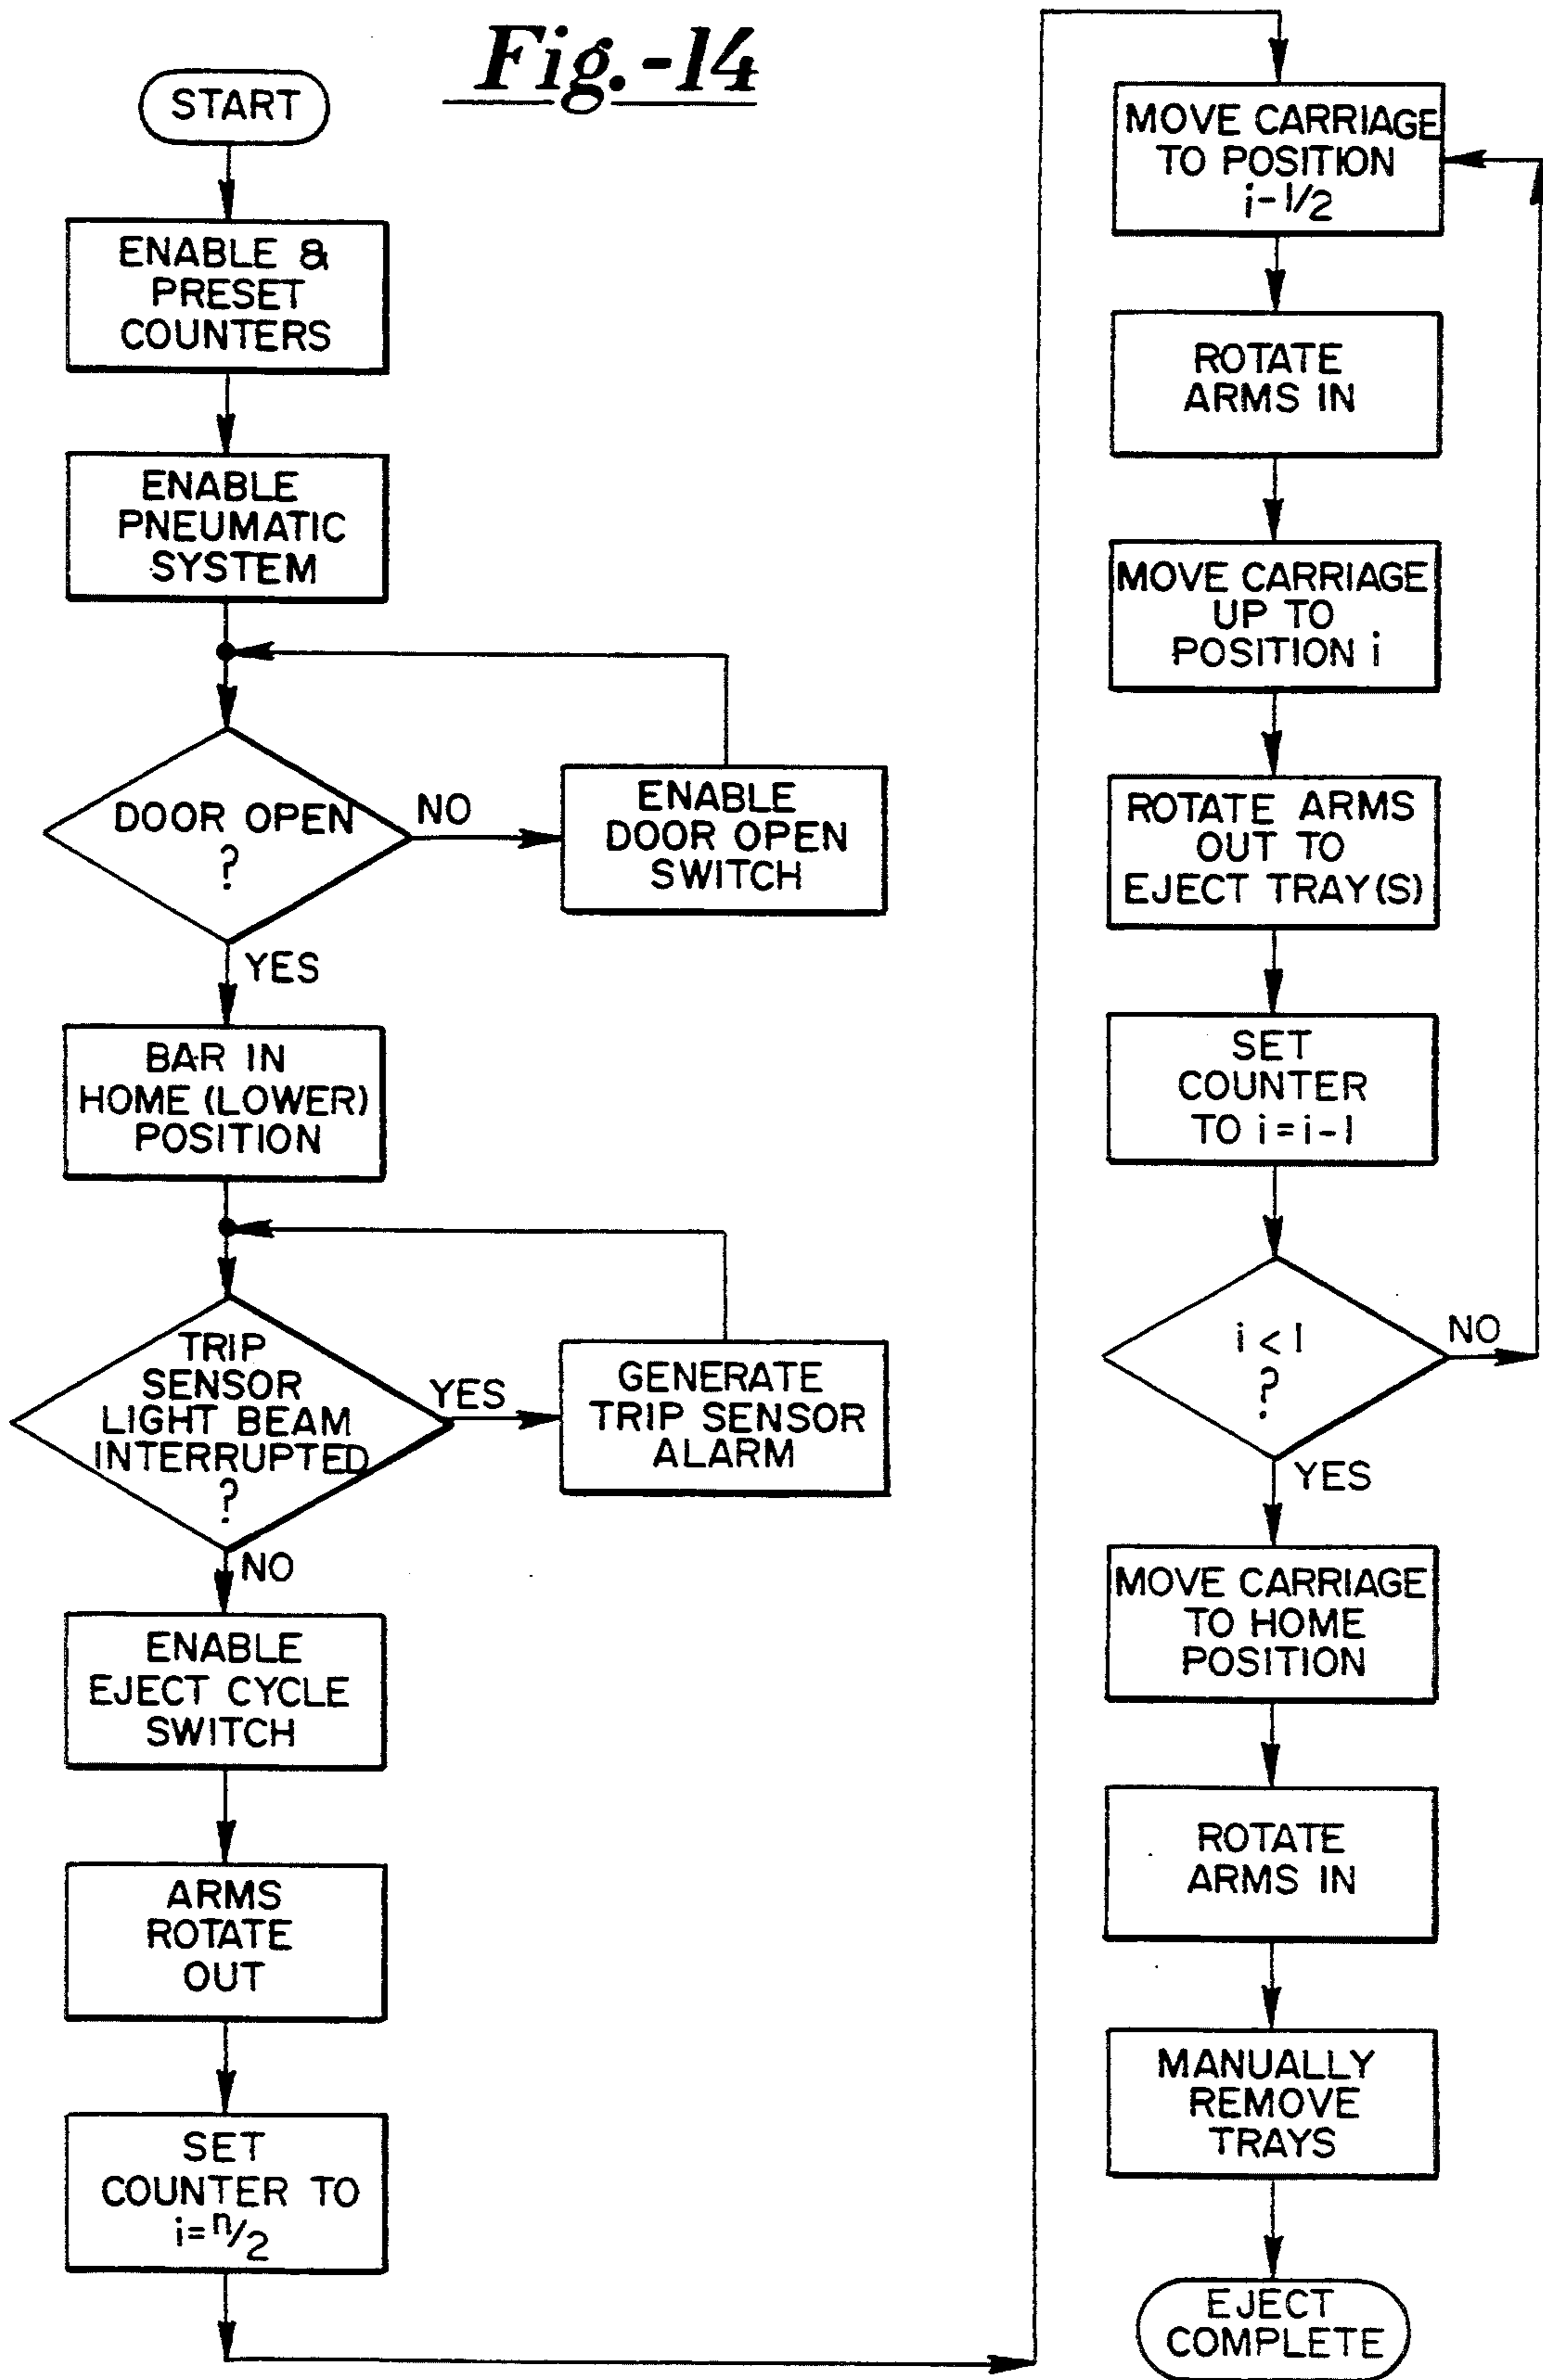 Fig.-14
START
ENABLE &
PRESET
COUNTERS
ENABLE
PNEUMATIC
SYSTEM
DOOR OPEN
?
NO
ENABLE
DOOR OPEN
SWITCH
YES
BAR IN
HOME (LOWER)
POSITION
TRIP
SENSOR
LIGHT BEAM
INTERRUPTED
?
YES
GENERATE
TRIP SENSOR
ALARM
NO
ENABLE
EJECT CYCLE
SWITCH
ARMS
ROTATE
OUT
SET
COUNTER TO
i=n/2
MOVE CARRIAGE
TO POSITION
i-1/2
ROTATE
ARMS IN
MOVE CARRIAGE
UP TO
POSITION i
ROTATE ARMS
OUT TO
EJECT TRAY(S)
SET
COUNTER
TO i=i-1
i<1
?
NO
YES
MOVE CARRIAGE
TO HOME
POSITION
ROTATE
ARMS IN
MANUALLY
REMOVE
TRAYS
EJECT
COMPLETE